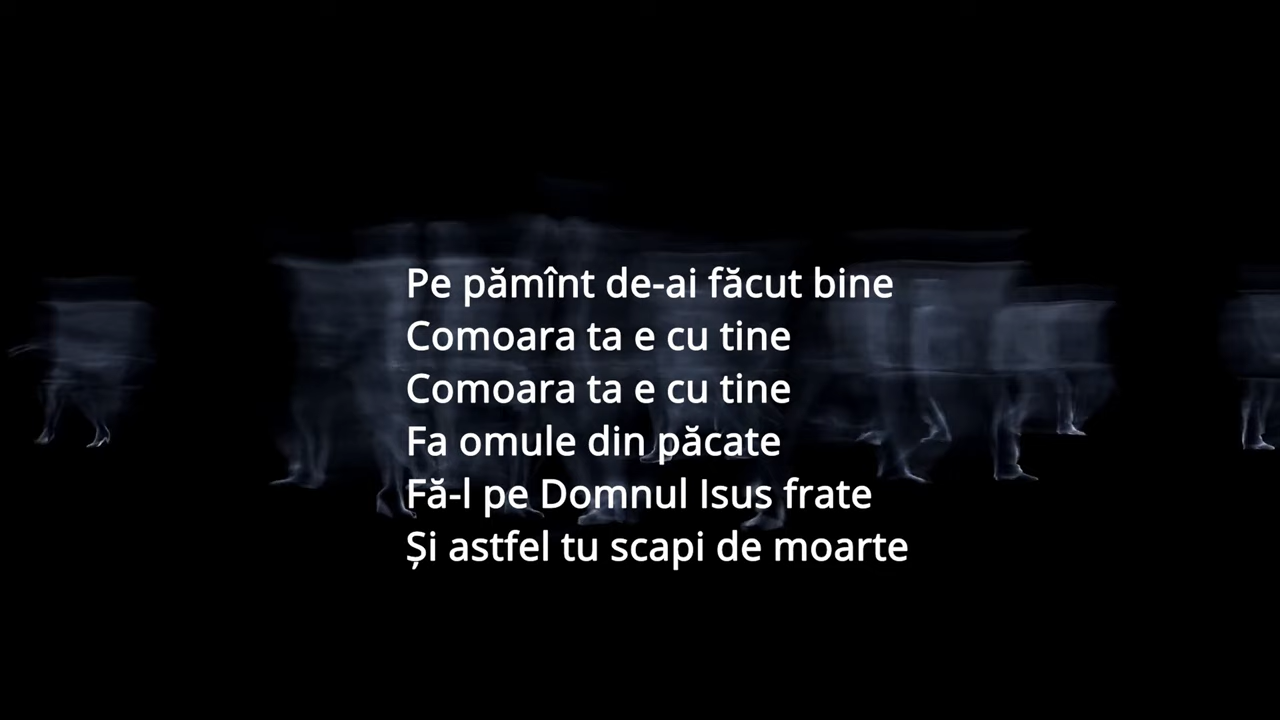 Pe pămînt de-ai făcut bine
Comoara ta e cu tine
Comoara ta e cu tine
Fa omule din păcate
Fă-l pe Domnul Isus frate
Și astfel tu scapi de moarte